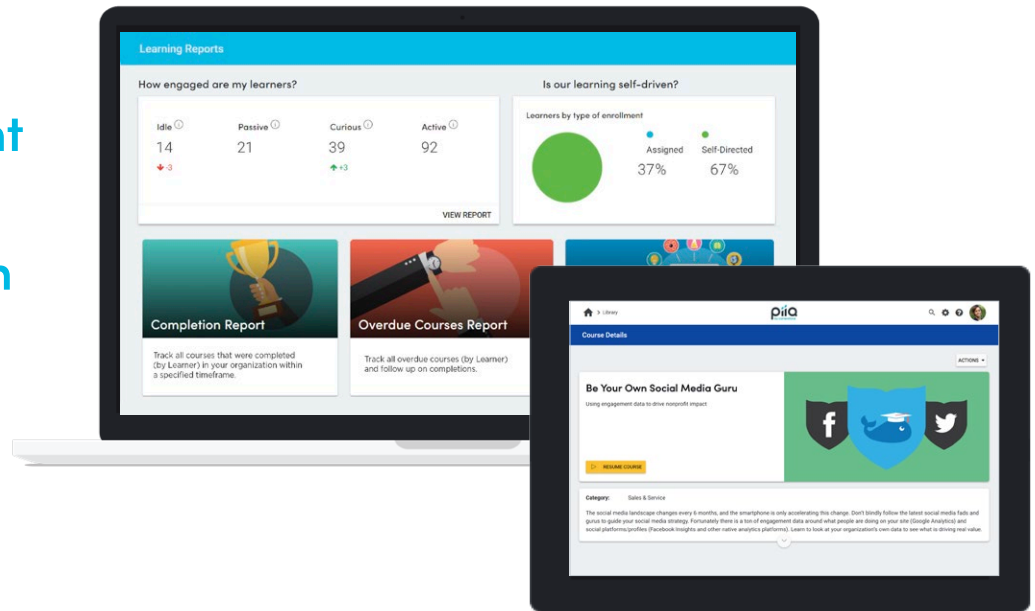 nt
n
Learning Reports
How engaged are my learners?
Is our learning self-driven?
Idle
Passive
Curious
Active
14
21
39
92
-3
+3
VIEW REPORT
Learners by type of enrollment
Assigned
Self-Directed
37%
67%
Completion Report
Track all courses that were completed
(by Learner) in your organization within
a specified timeframe.
Overdue Courses Report
Track all overdue courses (by Learner)
and follow up on completions.
> Library
piia
Course Details
ACTIONS
Be Your Own Social Media Guru
Using engagement data to drive nonprofit impact
RESUME COURSE
Category: Sales & Service
The social media landscape changes every 6 months, and the smartphone is only accelerating this change. Don't blindly follow the latest social media fads and
gurus to guide your social media strategy. Fortunately there is a ton of engagement data around what people are doing on your site (Google Analytics) and
social platforms/profiles (Facebook Insights and other native analytics platforms). Learn to look at your organization's own data to see what is driving real value.